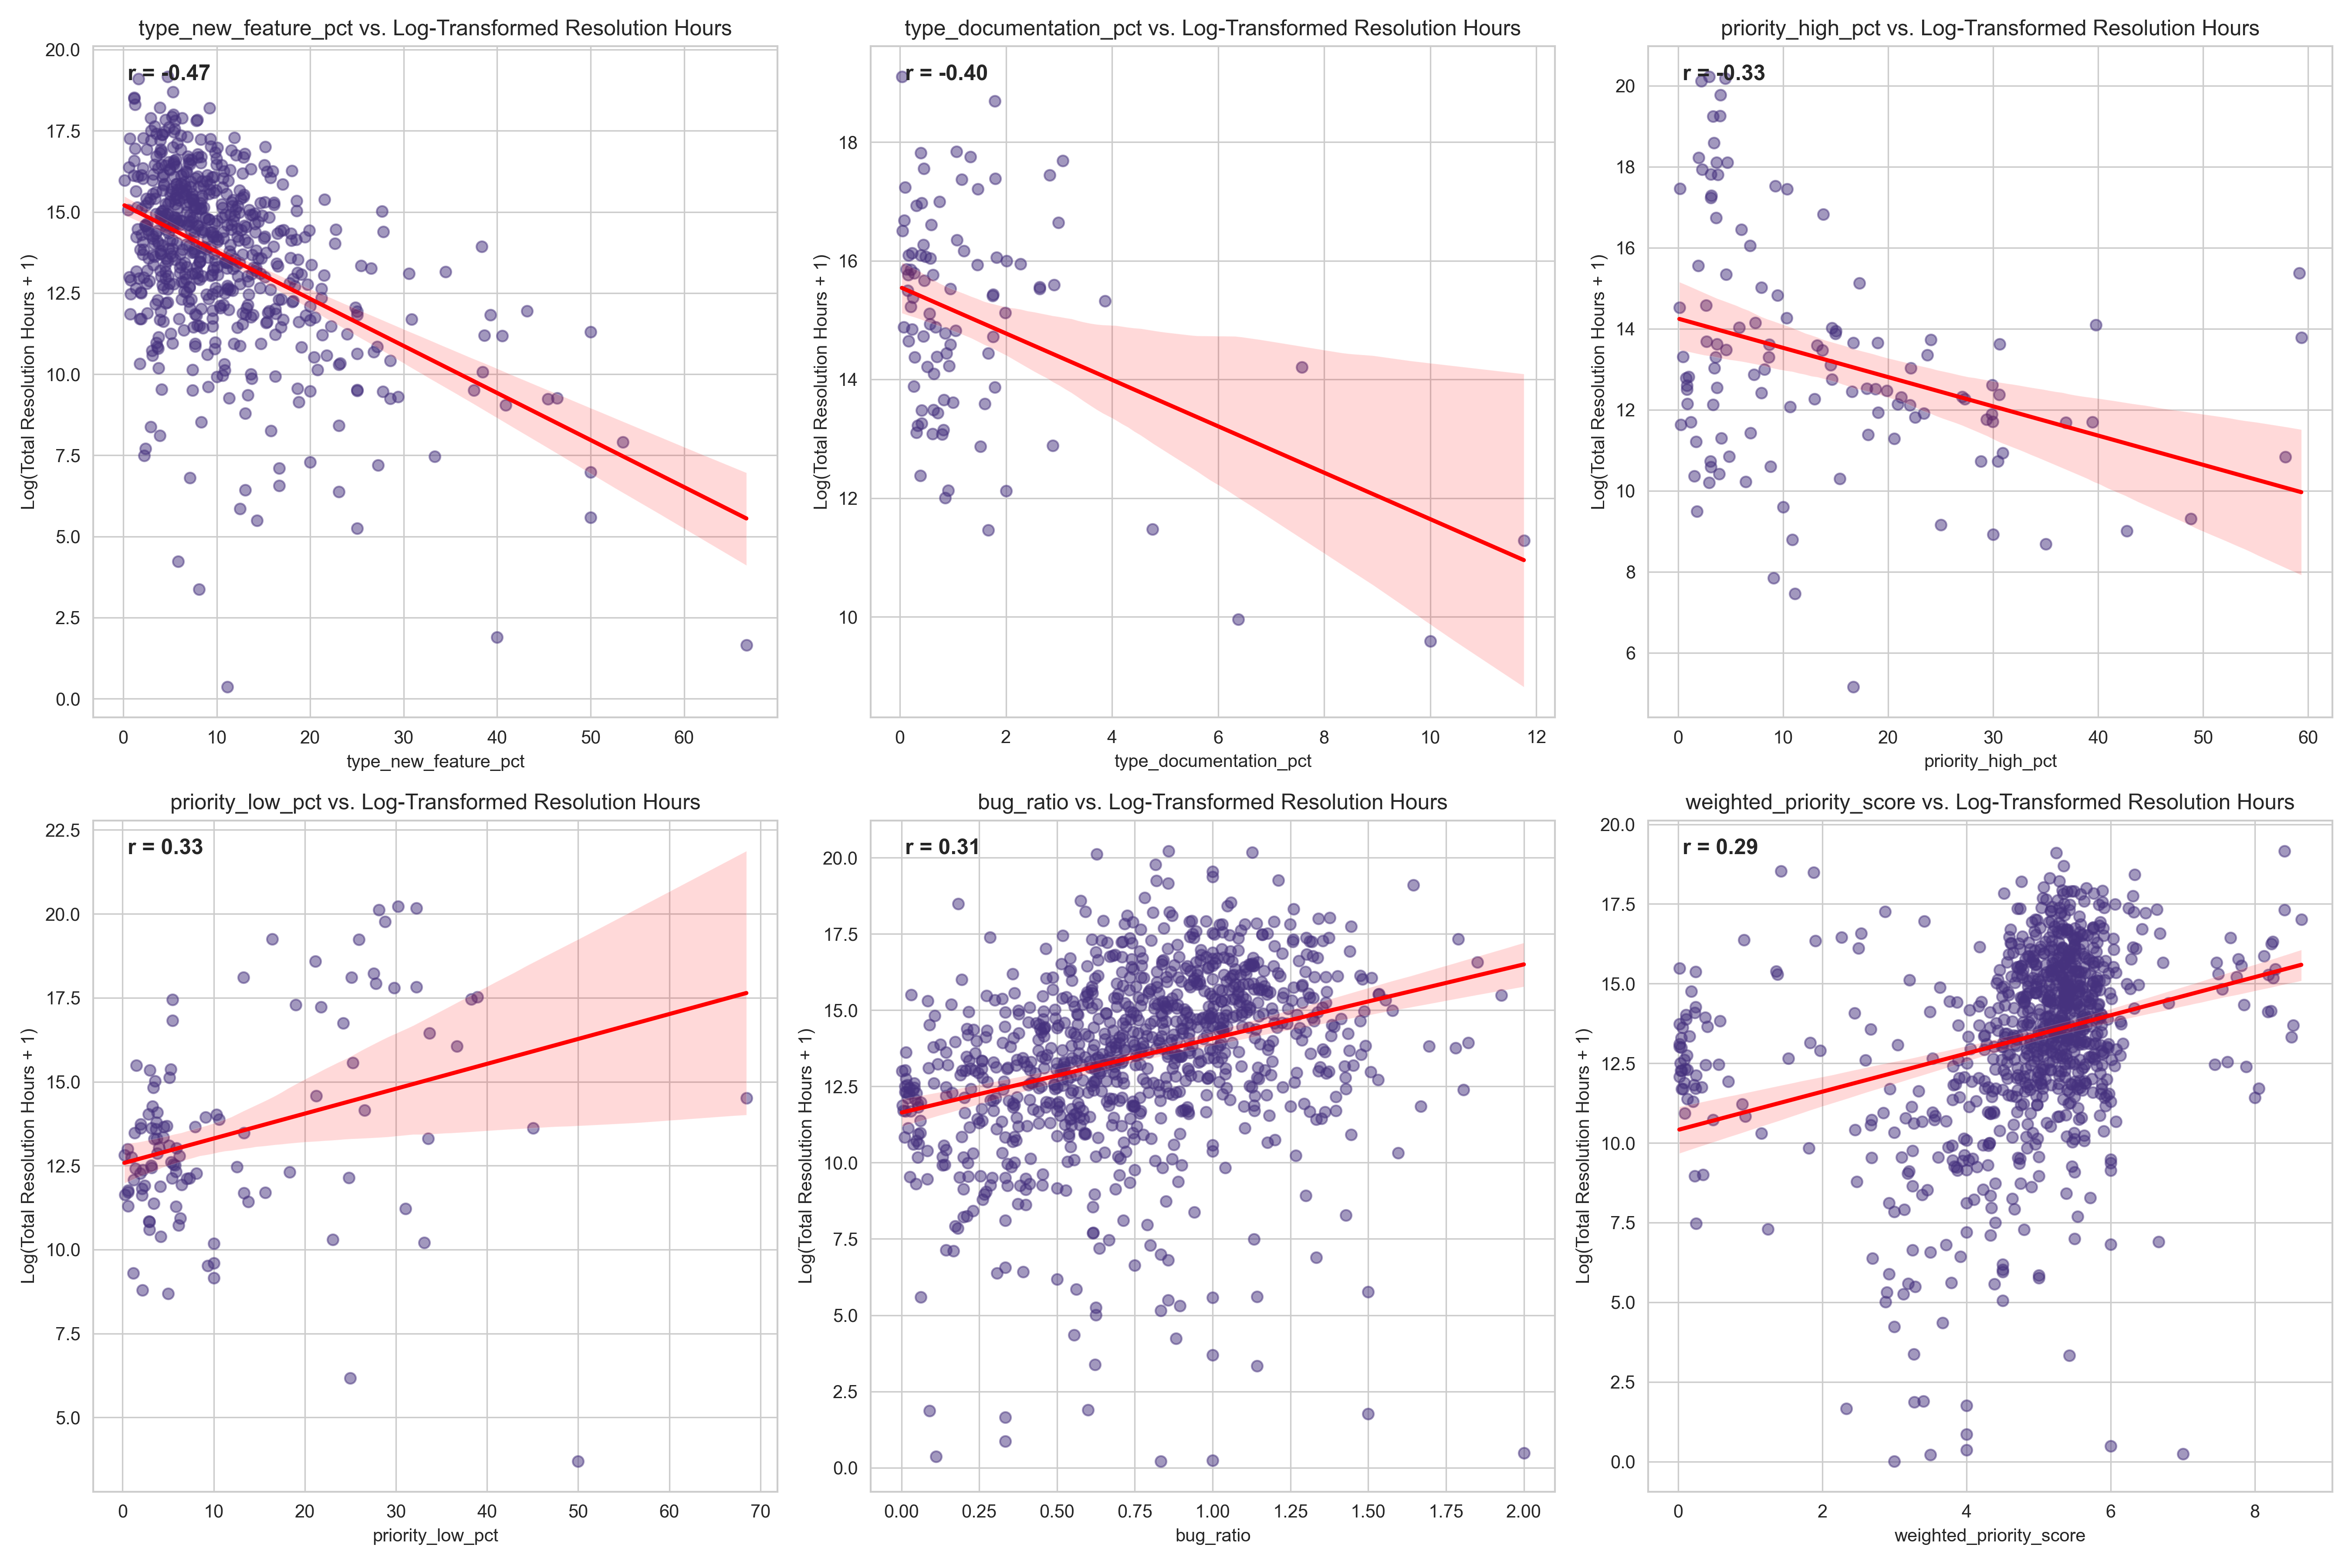 type_new_feature_pct vs. Log-Transformed Resolution Hours
r = -0.47
Log(Total Resolution Hours + 1)
20.0
17.5
15.0
12.5
10.0
7.5
5.0
2.5
0.0
0 10 20 30 40 50 60
type_new_feature_pct
type_documentation_pct vs. Log-Transformed Resolution Hours
r = -0.40
Log(Total Resolution Hours + 1)
18
16
14
12
10
0 2 4 6 8 10 12
type_documentation_pct
priority_high_pct vs. Log-Transformed Resolution Hours
r = -0.33
Log(Total Resolution Hours + 1)
20
18
16
14
12
10
8
6
0 10 20 30 40 50 60
priority_high_pct
priority_low_pct vs. Log-Transformed Resolution Hours
r = 0.33
Log(Total Resolution Hours + 1)
22.5
20.0
17.5
15.0
12.5
10.0
7.5
5.0
0 10 20 30 40 50 60 70
priority_low_pct
bug_ratio vs. Log-Transformed Resolution Hours
r = 0.31
Log(Total Resolution Hours + 1)
20.0
17.5
15.0
12.5
10.0
7.5
5.0
2.5
0.0
0.00 0.25 0.50 0.75 1.00 1.25 1.50 1.75 2.00
bug_ratio
weighted_priority_score vs. Log-Transformed Resolution Hours
r = 0.29
Log(Total Resolution Hours + 1)
20.0
17.5
15.0
12.5
10.0
7.5
5.0
2.5
0.0
0 2 4 6 8
weighted_priority_score